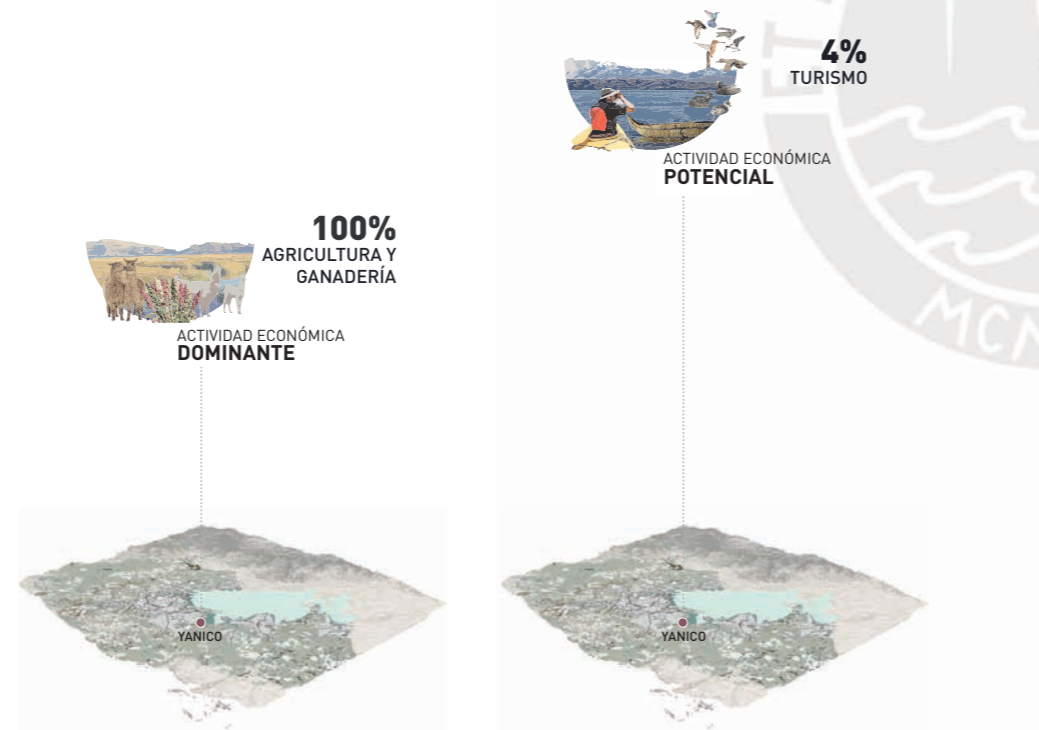 4%
TURISMO
ACTIVIDAD ECONÓMICA
POTENCIAL
100%
AGRICULTURA Y
GANADERÍA
ACTIVIDAD ECONÓMICA
DOMINANTE
YANICO
YANICO